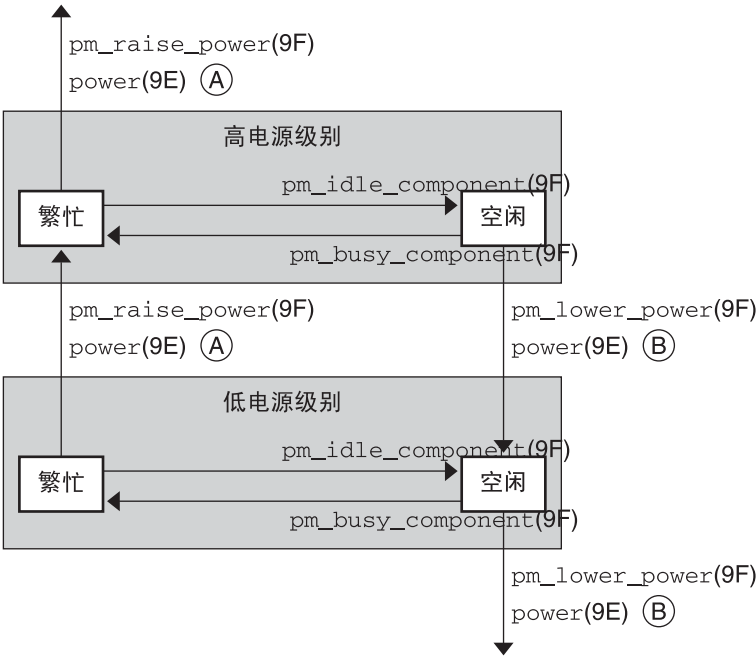 pm_raise_power(9F)
power(9E) A
高电源级别
pm_idle_component(9F)
繁忙
空闲
pm_busy_component(9F)
pm_raise_power(9F)
power(9E) A
pm_lower_power(9F)
power(9E) B
低电源级别
pm_idle_component(9F)
繁忙
空闲
pm_busy_component(9F)
pm_lower_power(9F)
power(9E) B